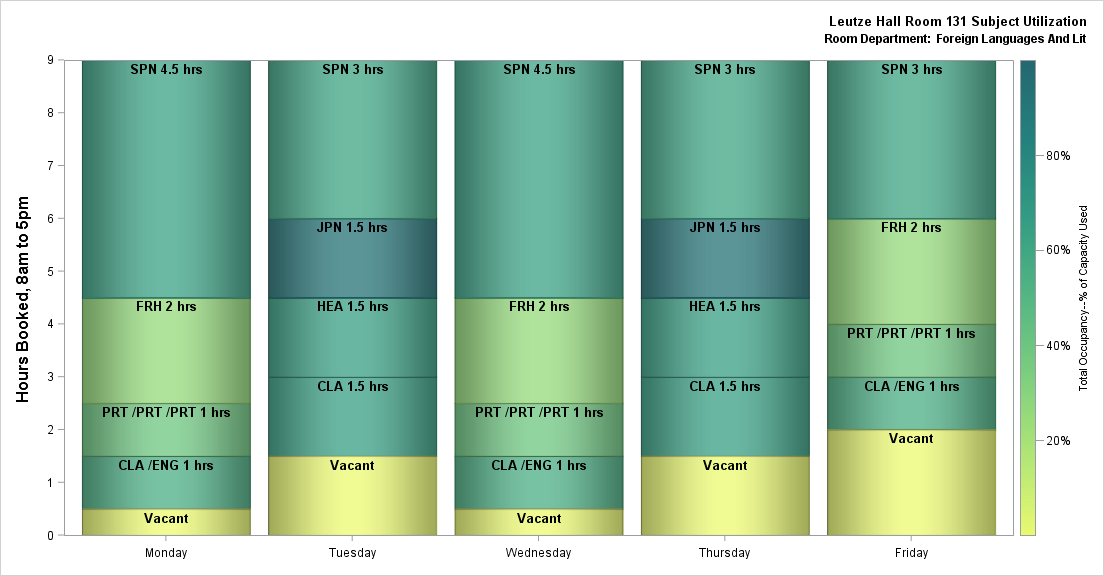 Leutze Hall Room 131 Subject Utilization
Room Department: Foreign Languages And Lit
Hours Booked, 8am to 5pm
9
8
7
6
5
4
3
2
1
0
SPN 4.5 hrs
FRH 2 hrs
PRT /PRT /PRT 1 hrs
CLA /ENG 1 hrs
Vacant
Monday
SPN 3 hrs
JPN 1.5 hrs
HEA 1.5 hrs
CLA 1.5 hrs
Vacant
Tuesday
SPN 4.5 hrs
FRH 2 hrs
PRT /PRT /PRT 1 hrs
CLA /ENG 1 hrs
Vacant
Wednesday
SPN 3 hrs
JPN 1.5 hrs
HEA 1.5 hrs
CLA 1.5 hrs
Vacant
Thursday
SPN 3 hrs
FRH 2 hrs
PRT /PRT /PRT 1 hrs
CLA /ENG 1 hrs
Vacant
Friday
80%
60%
40%
20%
Total Occupancy--% of Capacity Used